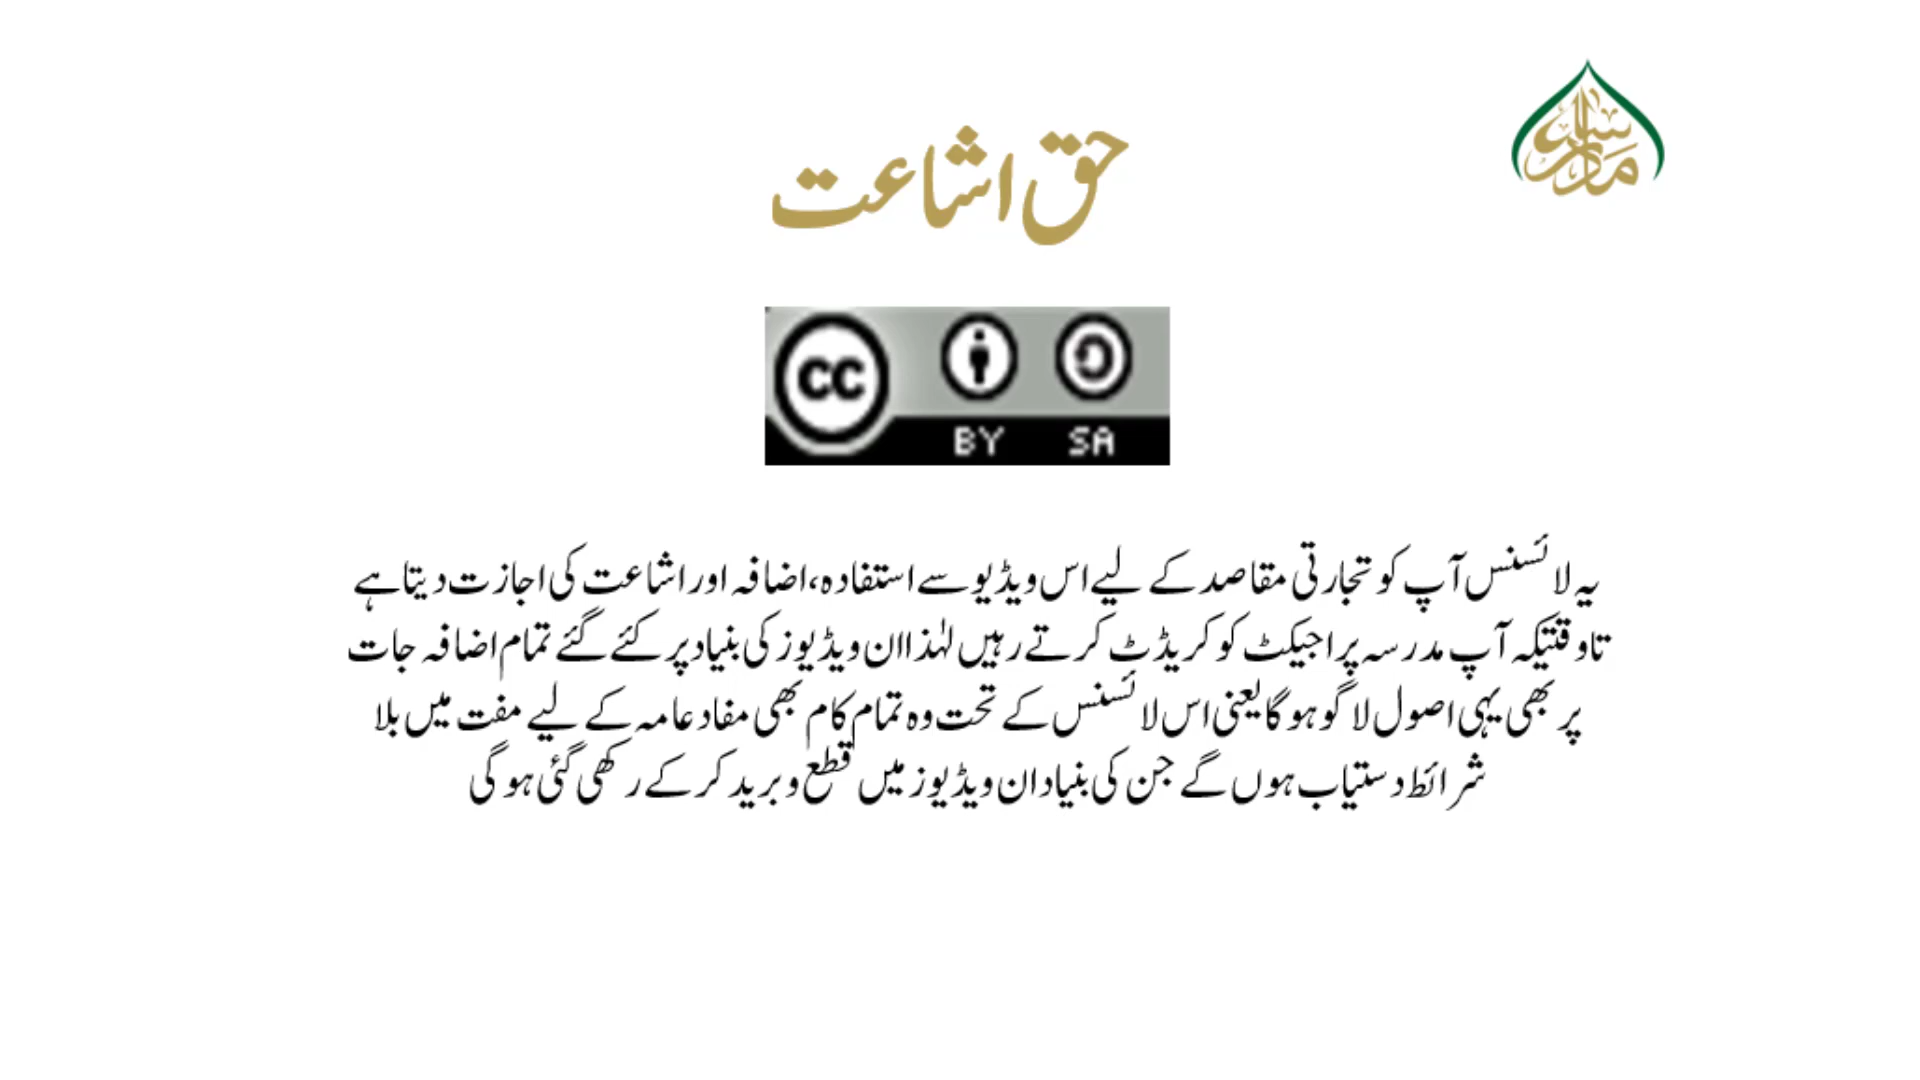 مدرسہ
حق اشاعت
cc
BY SA
یہ لائسنس آپ کو تجارتی مقاصد کے لیے اس ویڈیو سے استفادہ، اضافہ اور اشاعت کی اجازت دیتا ہے
تاوقتیکہ آپ مدرسہ پراجیکٹ کو کریڈٹ کرتے رہیں لہٰذا ان ویڈیوز کی بنیاد پر کئے گئے تمام اضافہ جات
پر بھی یہی اصول لاگو ہو گا یعنی اس لائسنس کے تحت وہ تمام کام بھی مفاد عامہ کے لیے مفت میں بلا
شرائط دستیاب ہوں گے جن کی بنیاد ان ویڈیوز میں قطع و برید کر کے رکھی گئی ہو گی